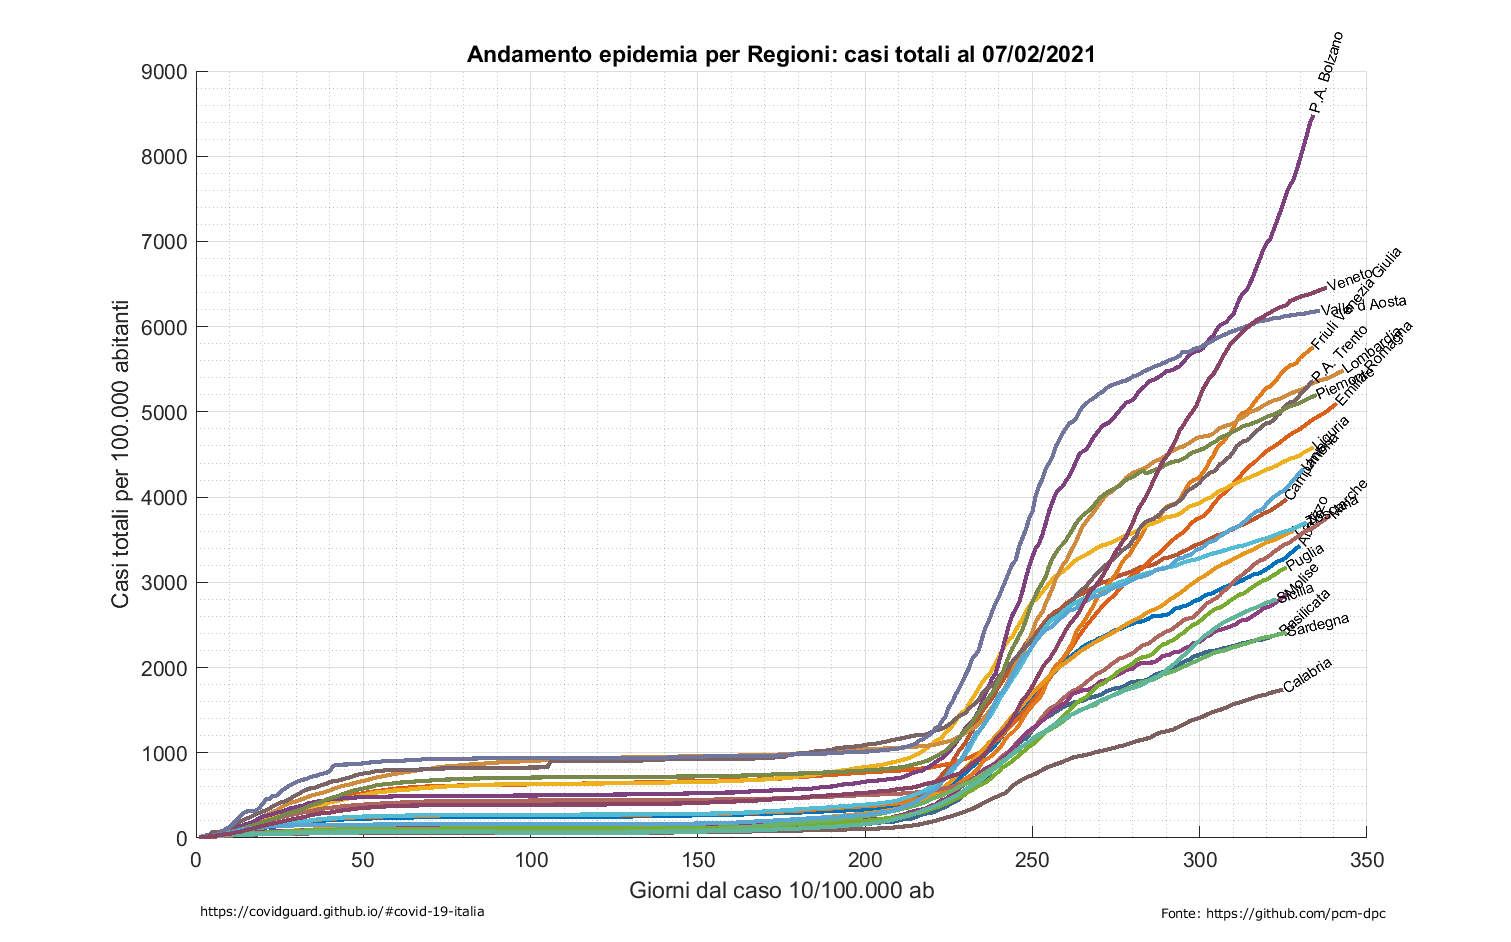 Andamento epidemia per Regioni: casi totali al 07/02/2021
P.A. Bolzano
Veneto
Friuli Venezia Giulia
Valle d Aosta
P.A. Trento
Lombardia
Piemonte
Emilia-Romagna
Liguria
Umbria
Campania
Lazio
Toscana
Marche
Abruzzo
Puglia
Molise
Sicilia
Basilicata
Sardegna
Calabria
9000
8000
7000
6000
5000
4000
3000
2000
1000
0
Casi totali per 100.000 abitanti
0 50 100 150 200 250 300 350
Giorni dal caso 10/100.000 ab
https://covidguard.github.io/#covid-19-italia
Fonte: https://github.com/pcm-dpc